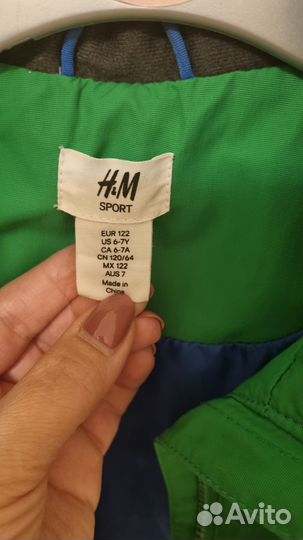 H&M
SPORT
EUR 122
US 6-7Y
CA 6-7A
CN 120/64
MX 122
AUS 7
Made in
China
Avito